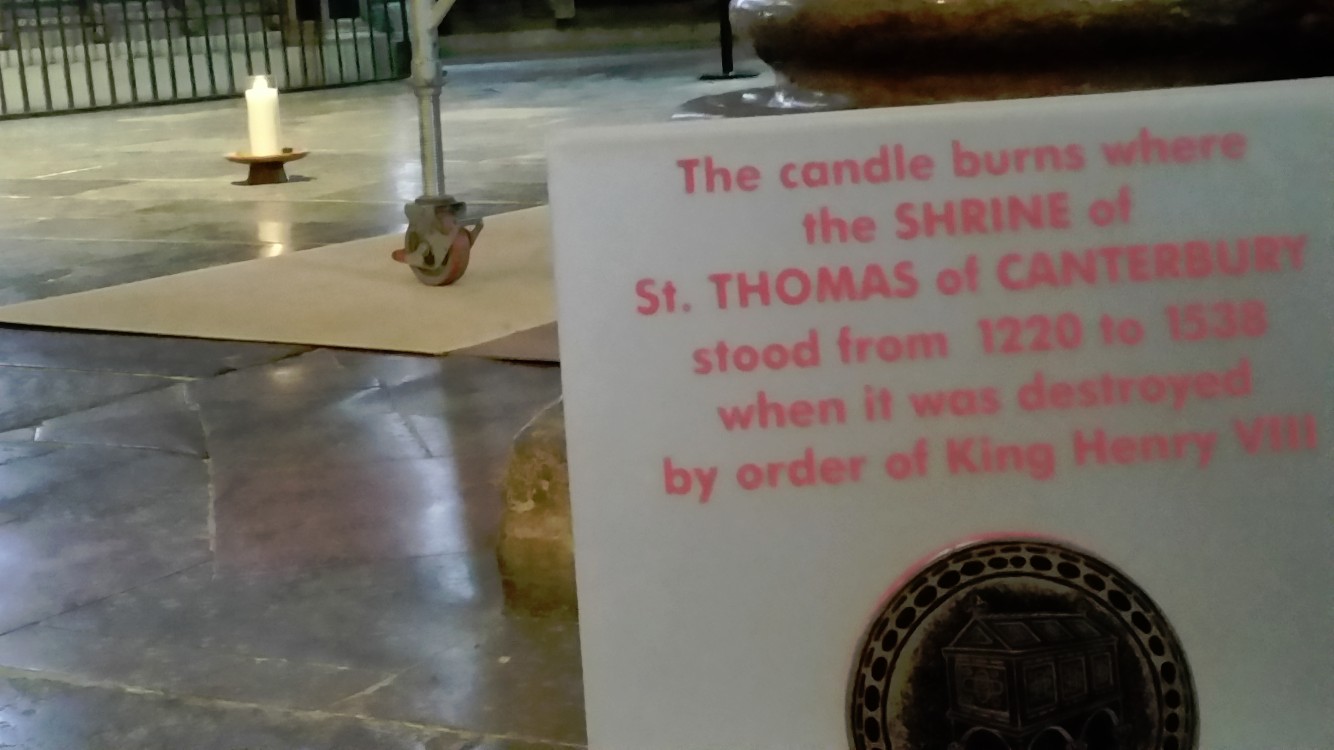 The candle burns where
the SHRINE of
St. THOMAS of CANTERBURY
stood from 1220 to 1538
when it was destroyed
by order of King Henry VIII